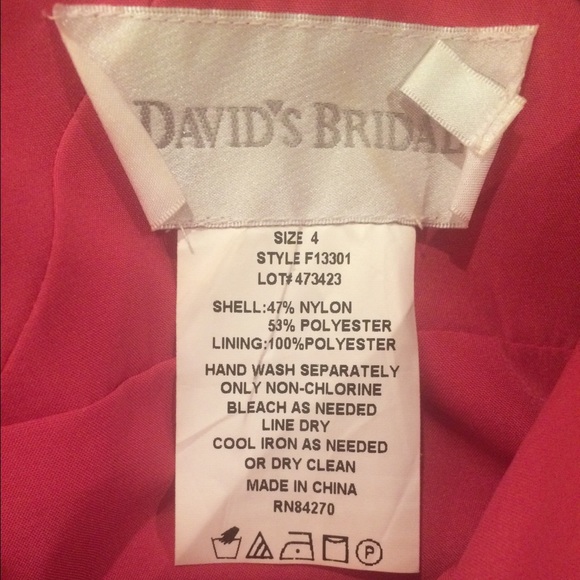 DAVID'S BRIDAL
SIZE 4
STYLE F13301
LOT# 473423
SHELL:47% NYLON
53% POLYESTER
LINING:100%POLYESTER
HAND WASH SEPARATELY
ONLY NON-CHLORINE
BLEACH AS NEEDED
LINE DRY
COOL IRON AS NEEDED
OR DRY CLEAN
MADE IN CHINA
RN84270
P